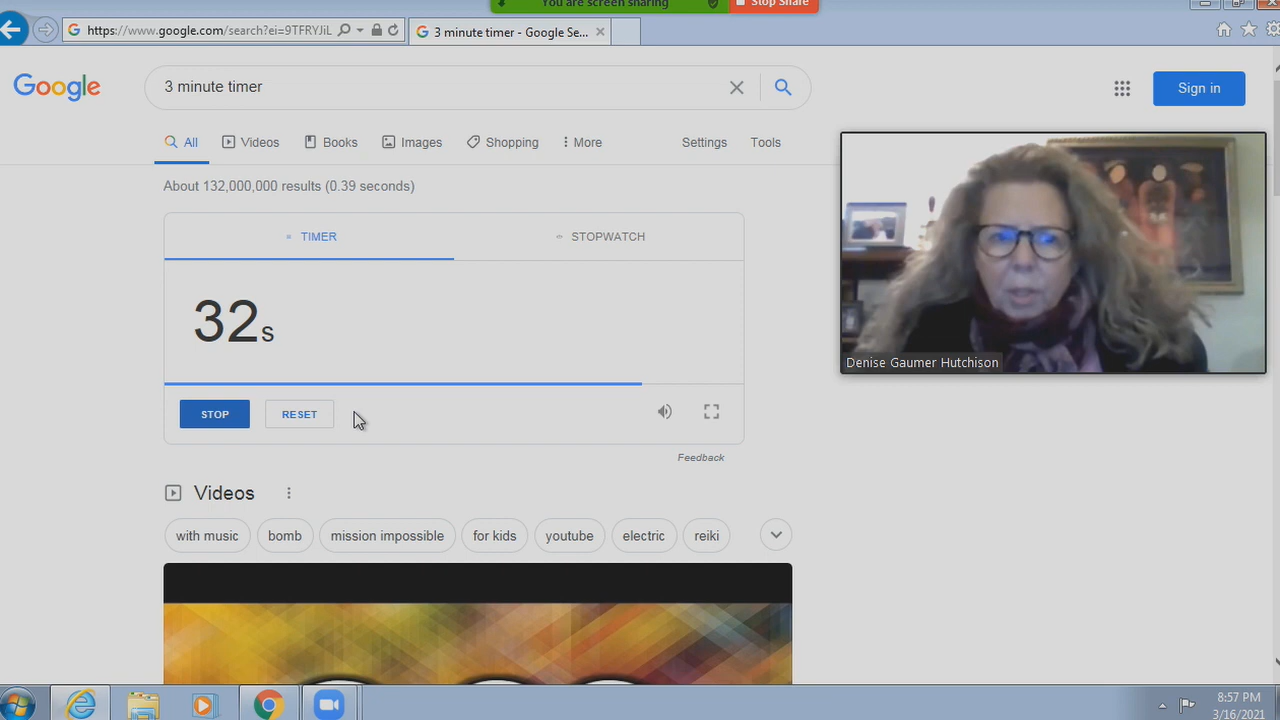 You are screen sharing
Stop Share
https://www.google.com/search?ei=9TFRYJiL
3 minute timer - Google Se...
Google
3 minute timer
Sign in
All
Videos
Books
Images
Shopping
More
Settings
Tools
About 132,000,000 results (0.39 seconds)
TIMER
STOPWATCH
32s
Denise Gaumer Hutchison
STOP
RESET
Feedback
Videos
with music
bomb
mission impossible
for kids
youtube
electric
reiki
8:57 PM
3/16/2021